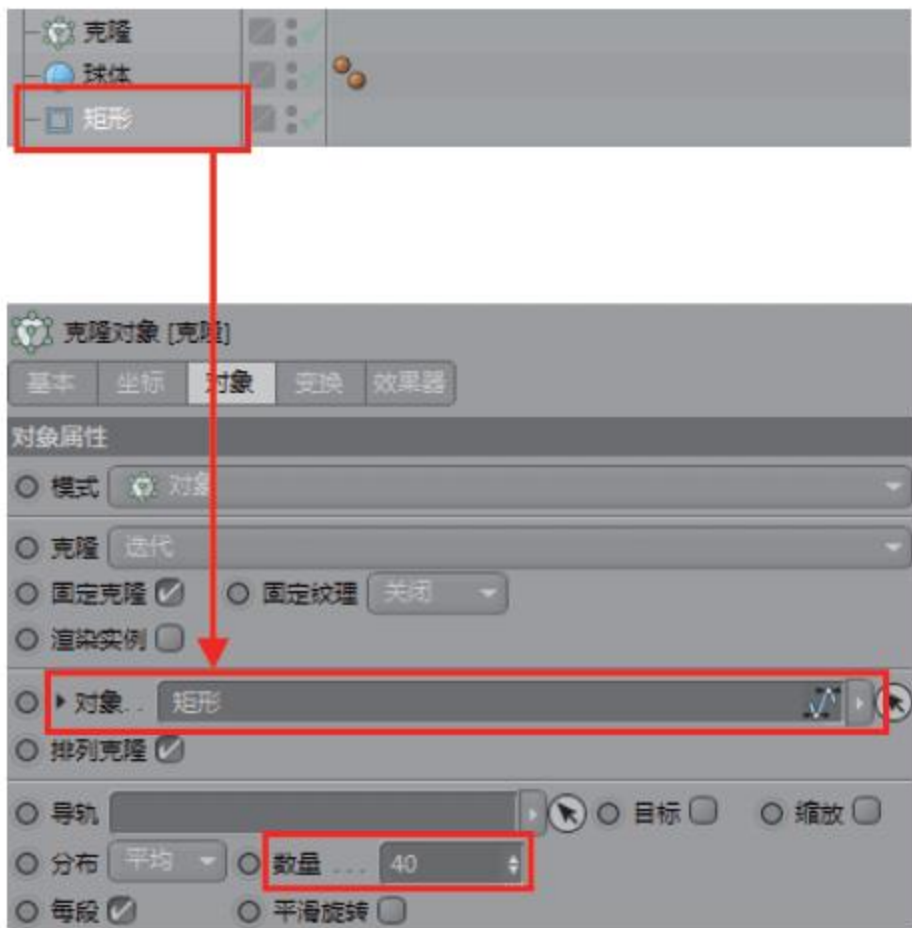 克隆
球体
矩形
克隆对象 [克隆]
基本 坐标 对象 变换 效果器
对象属性
模式 对象
克隆 迭代
固定克隆 固定纹理 关闭
渲染实例
对象 . . 矩形
排列克隆
导轨 目标 缩放
分布 平均 数量 . . . 40
每段 平滑旋转